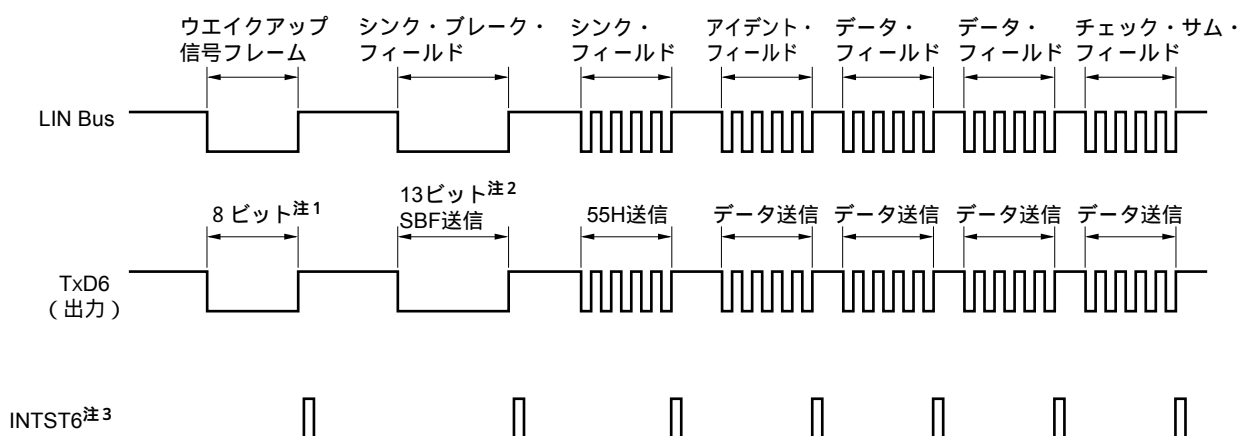 ウエイクアップ
信号フレーム
シンク・ブレーク・
フィールド
シンク・
フィールド
アイデント・
フィールド
データ・
フィールド
データ・
フィールド
チェック・サム・
フィールド
LIN Bus
8 ビット注1
13ビット注2
SBF送信
55H送信
データ送信
データ送信
データ送信
データ送信
TxD6
（出力）
INTST6注3